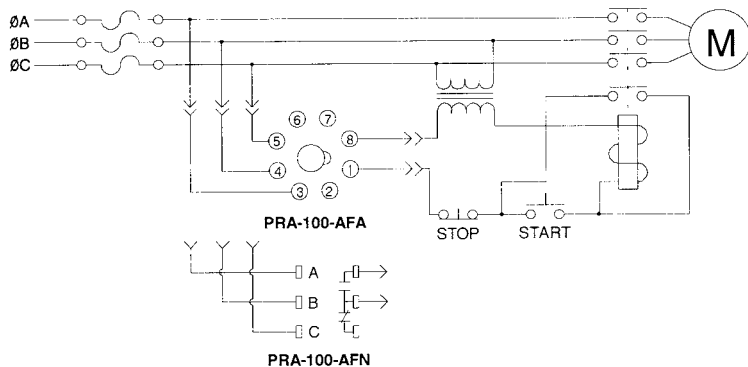 ØA
ØB
ØC
M
6 7
5 8
4 1
3 2
PRA-100-AFA
STOP START
A
B
C
PRA-100-AFN